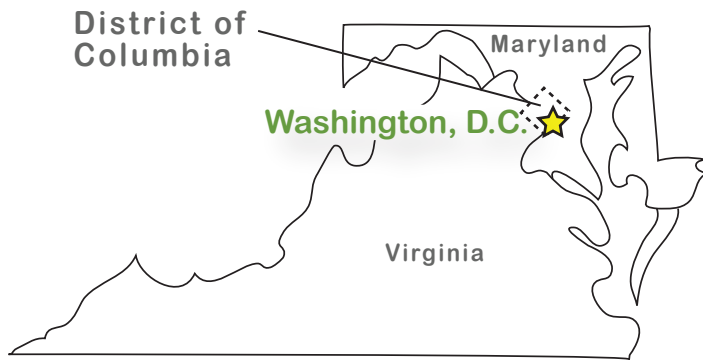 District of
Columbia
Maryland
Washington, D.C.
Virginia